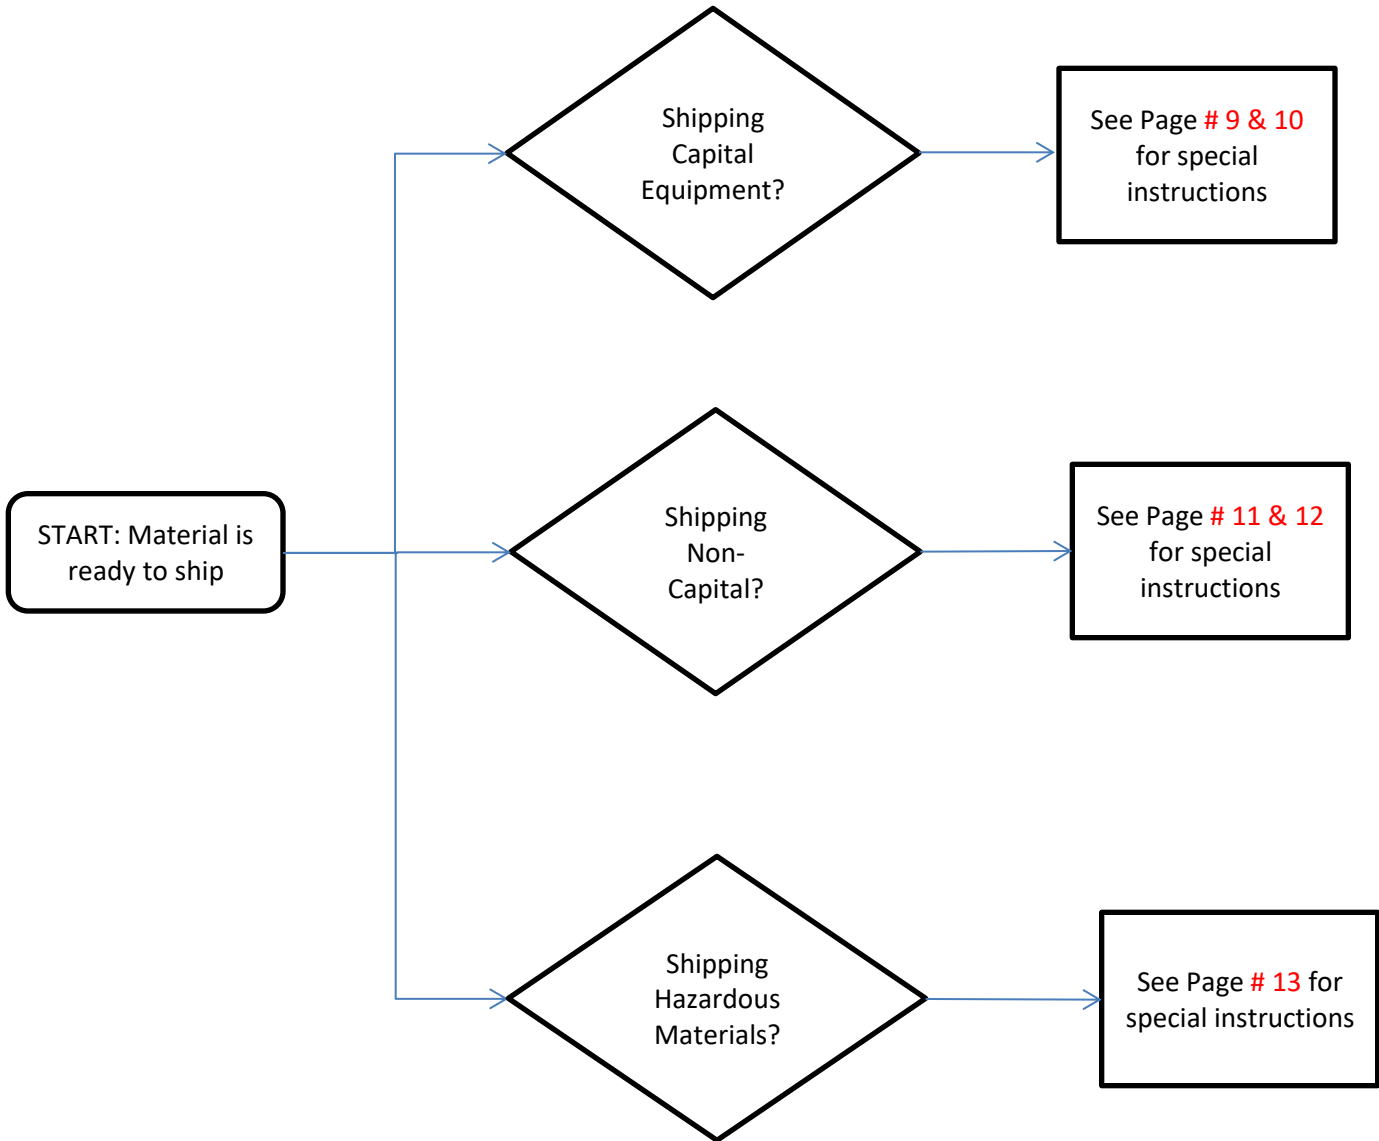 Shipping
Capital
Equipment?
See Page # 9 & 10
for special
instructions
START: Material is
ready to ship
Shipping
Non-
Capital?
See Page # 11 & 12
for special
instructions
Shipping
Hazardous
Materials?
See Page # 13 for
special instructions